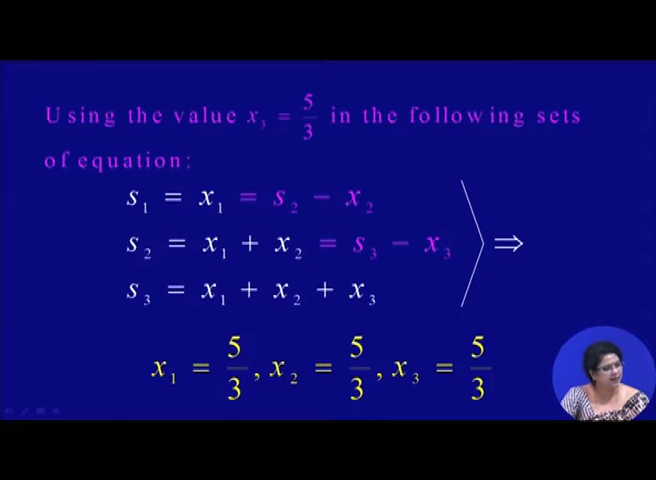 Using the value x₃ = 5/3 in the following sets
of equation:
s₁ = x₁ = s₂ − x₂
s₂ = x₁ + x₂ = s₃ − x₃ ⇒
s₃ = x₁ + x₂ + x₃
x₁ = 5/3, x₂ = 5/3, x₃ = 5/3